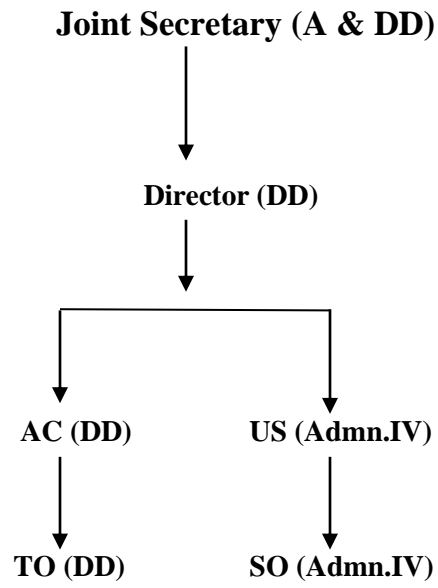 Joint Secretary (A & DD)
Director (DD)
AC (DD) US (Admn.IV)
TO (DD) SO (Admn.IV)